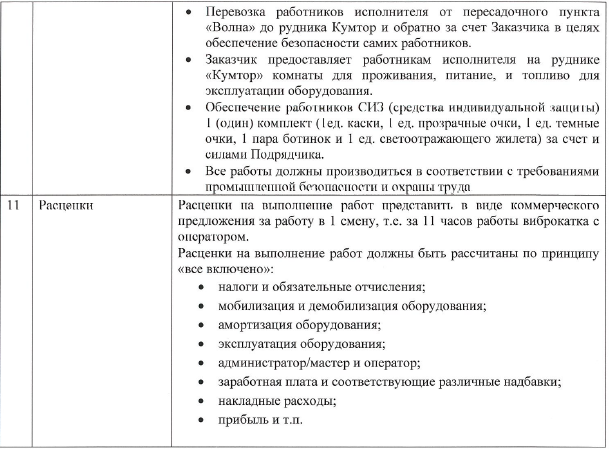 • Перевозка работников исполнителя от пересадочного пункта
«Волна» до рудника Кумтор и обратно за счет Заказчика в целях
обеспечение безопасности самих работников.
• Заказчик предоставляет работникам исполнителя на руднике
«Кумтор» комнаты для проживания, питание, и топливо для
эксплуатации оборудования.
• Обеспечение работников СИЗ (средства индивидуальной защиты)
1 (один) комплект (1ед. каски, 1 ед. прозрачные очки, 1 ед. темные
очки, 1 пара ботинок и 1 ед. светоотражающего жилета) за счет и
силами Подрядчика.
• Все работы должны производиться в соответствии с требованиями
промышленной безопасности и охраны труда
11 Расценки Расценки на выполнение работ представить в виде коммерческого
предложения за работу в 1 смену, т.е. за 11 часов работы виброкатка с
оператором.
Расценки на выполнение работ должны быть рассчитаны по принципу
«все включено»:
• налоги и обязательные отчисления;
• мобилизация и демобилизация оборудования;
• амортизация оборудования;
• эксплуатация оборудования;
• администратор/мастер и оператор;
• заработная плата и соответствующие различные надбавки;
• накладные расходы;
• прибыль и т.п.